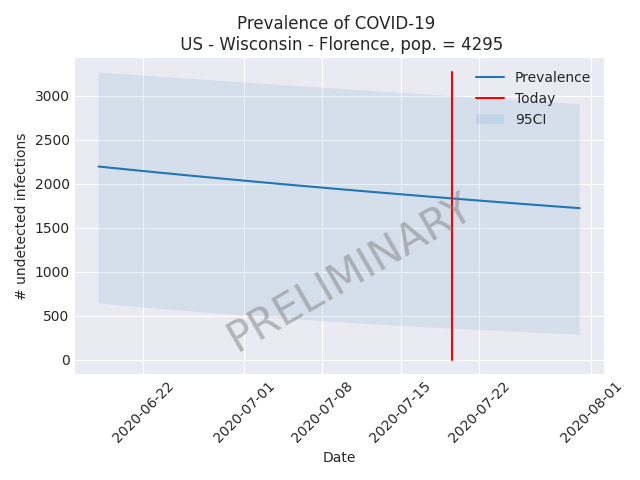 Prevalence of COVID-19
US - Wisconsin - Florence, pop. = 4295
Prevalence
Today
95CI
3000
2500
2000
1500
1000
500
0
# undetected infections
PRELIMINARY
2020-06-22
2020-07-01
2020-07-08
2020-07-15
2020-07-22
2020-08-01
Date